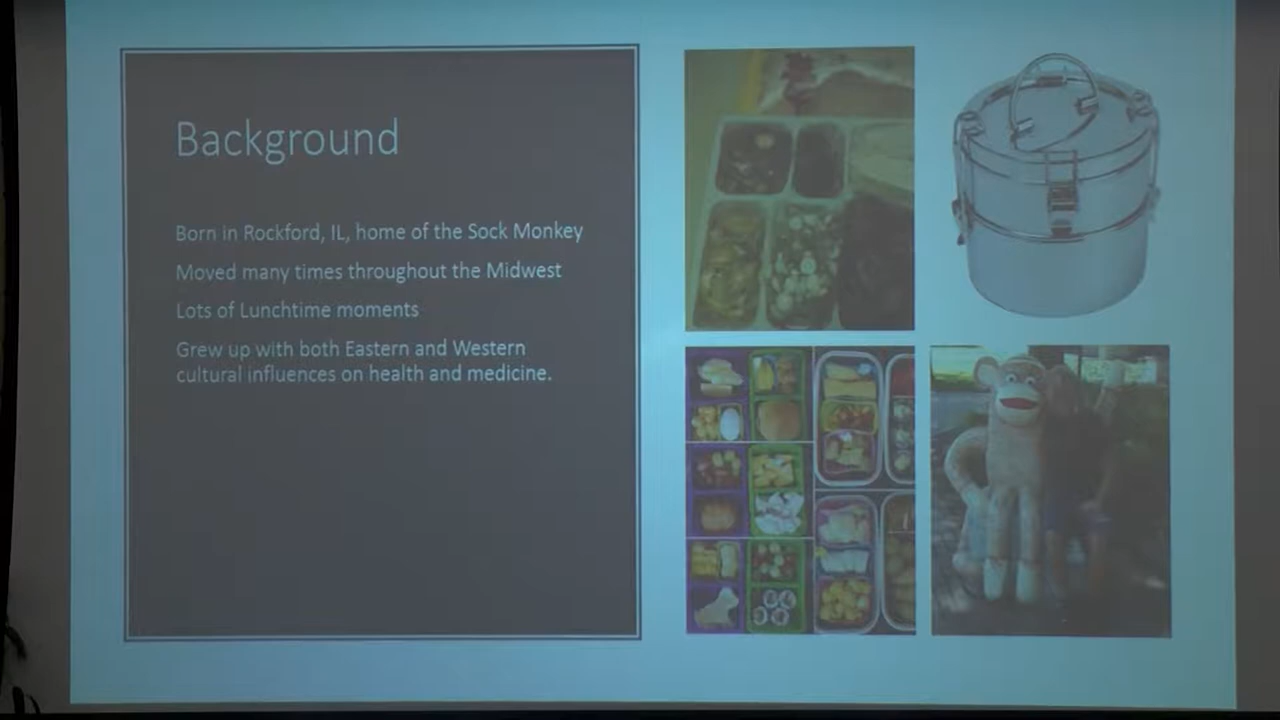 Background
Born in Rockford, IL, home of the Sock Monkey
Moved many times throughout the Midwest
Lots of Lunchtime moments
Grew up with both Eastern and Western
cultural influences on health and medicine.